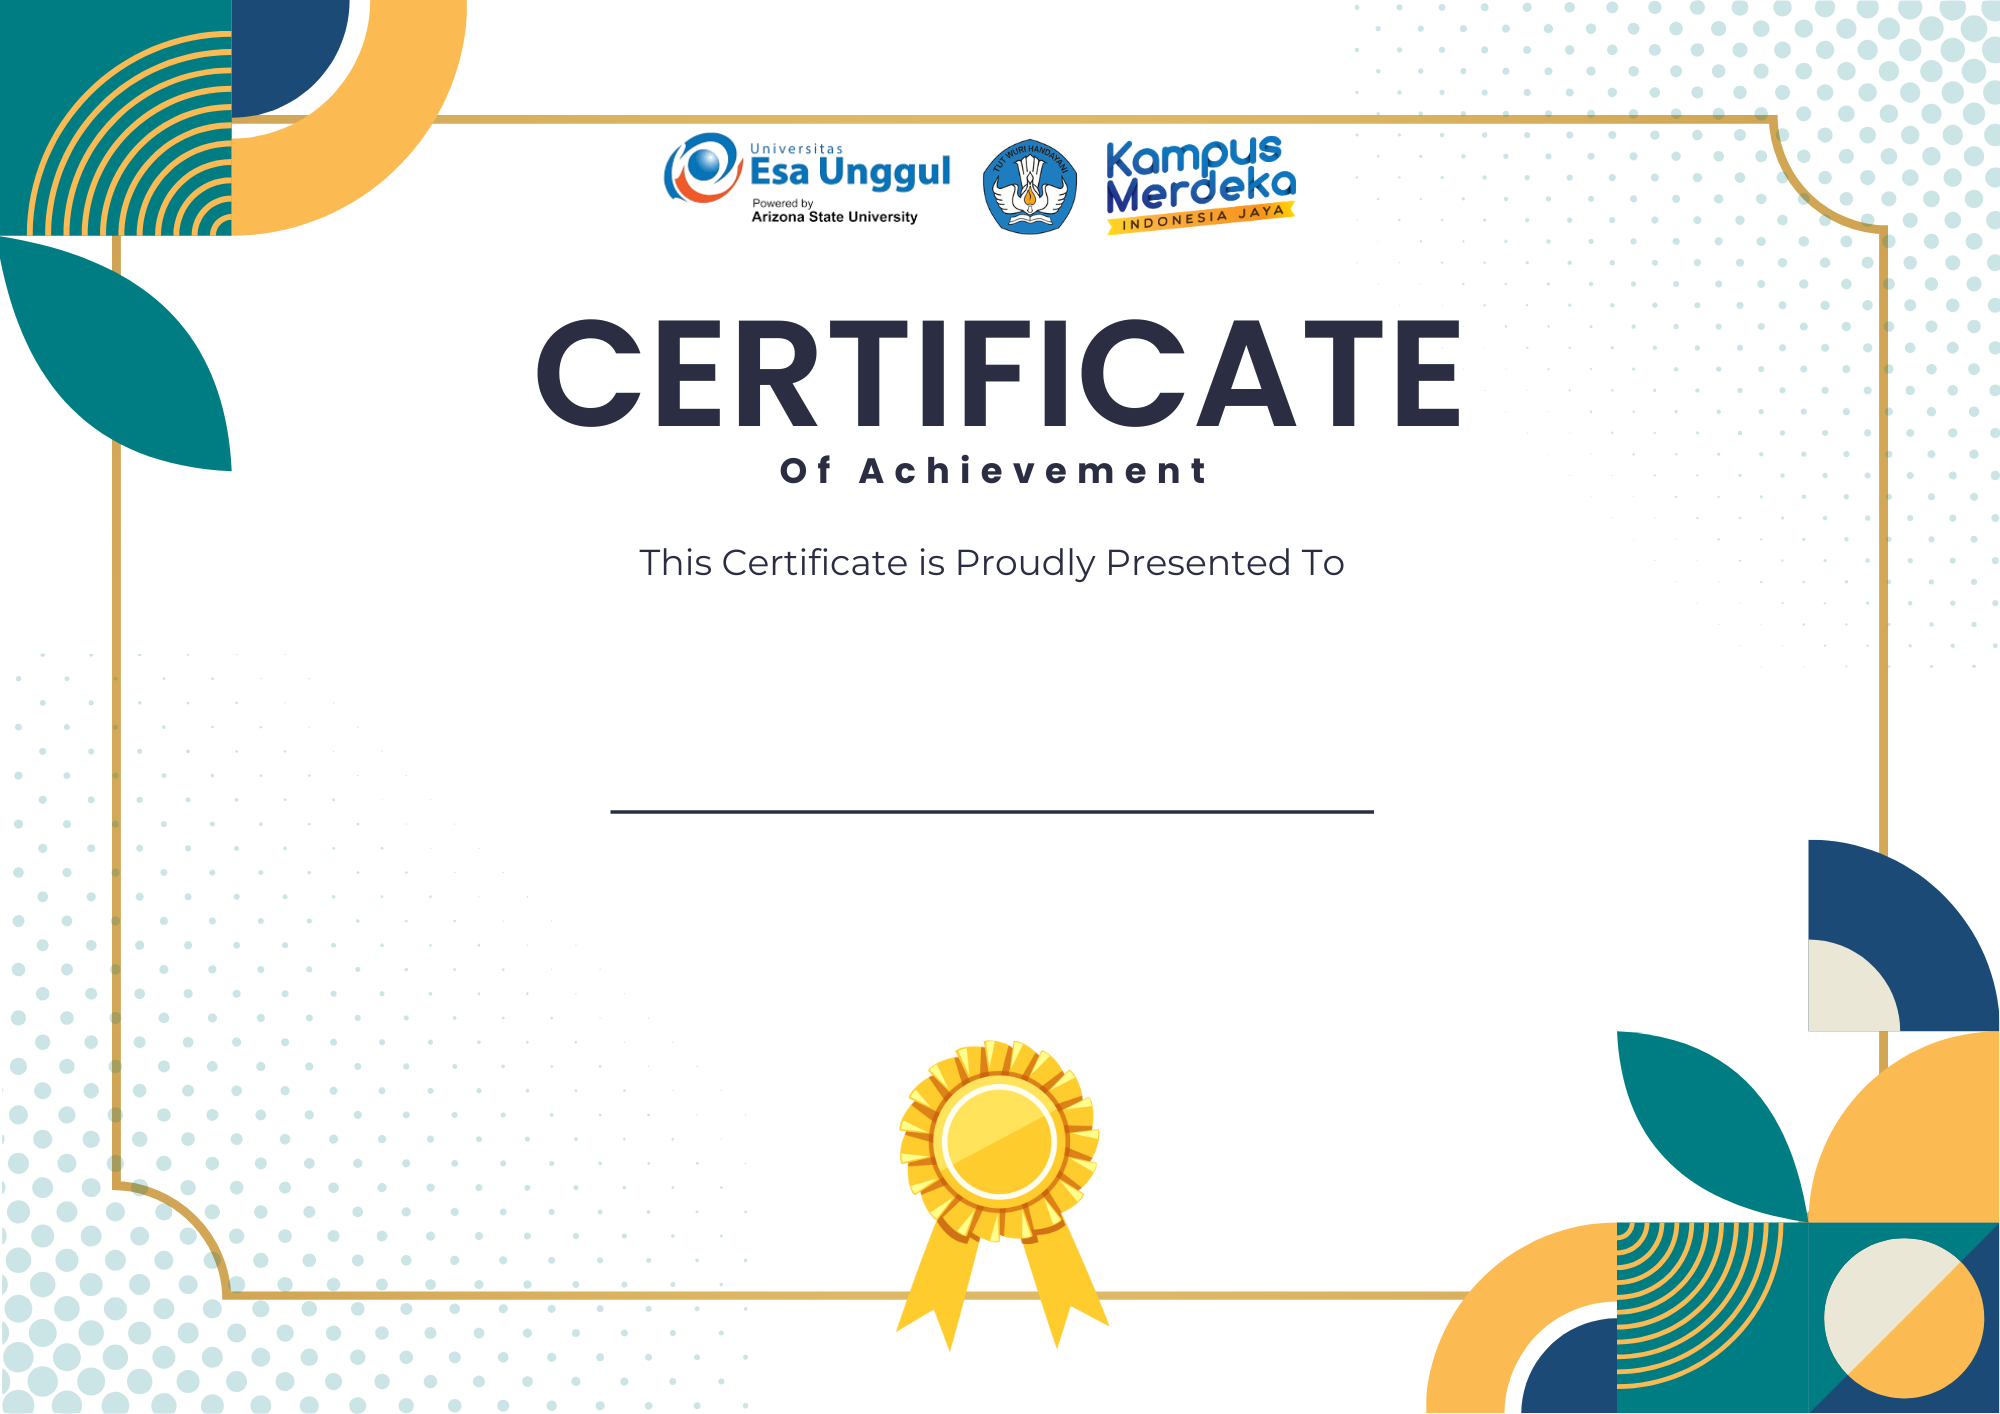 Universitas
Esa Unggul
Powered by
Arizona State University
TUT WURI HANDAYANI
Kampus
Merdeka
INDONESIA JAYA
CERTIFICATE
Of Achievement
This Certificate is Proudly Presented To